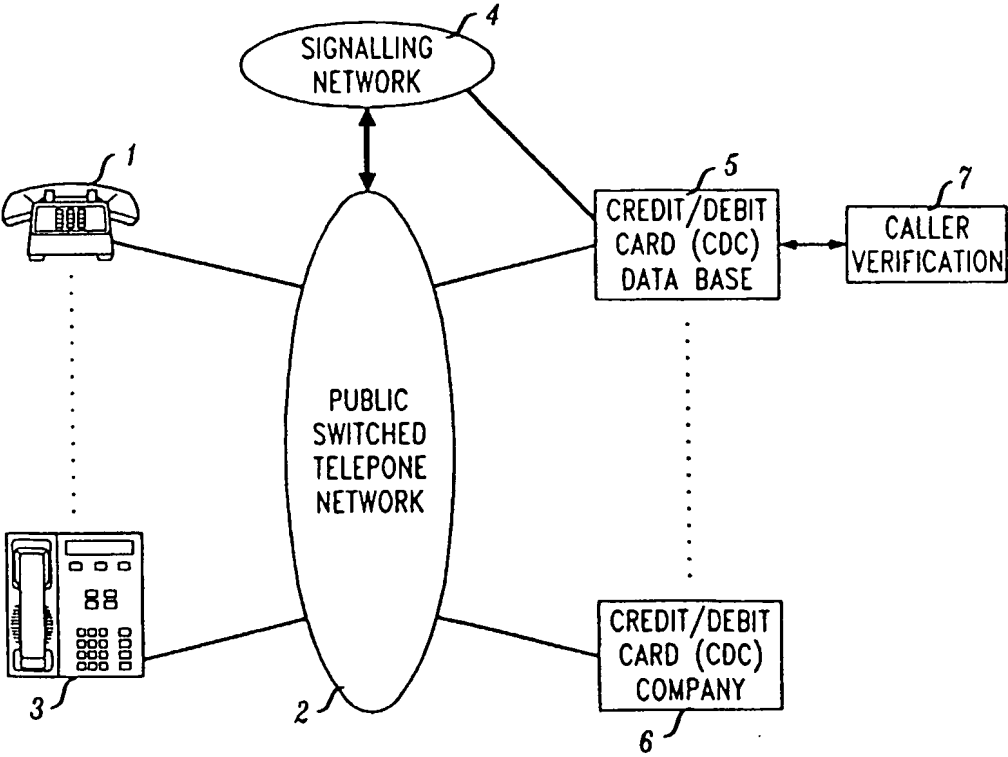 4
SIGNALLING
NETWORK
1
5
CREDIT/DEBIT
CARD (CDC)
DATA BASE
7
CALLER
VERIFICATION
PUBLIC
SWITCHED
TELEPONE
NETWORK
3
2
CREDIT/DEBIT
CARD (CDC)
COMPANY
6